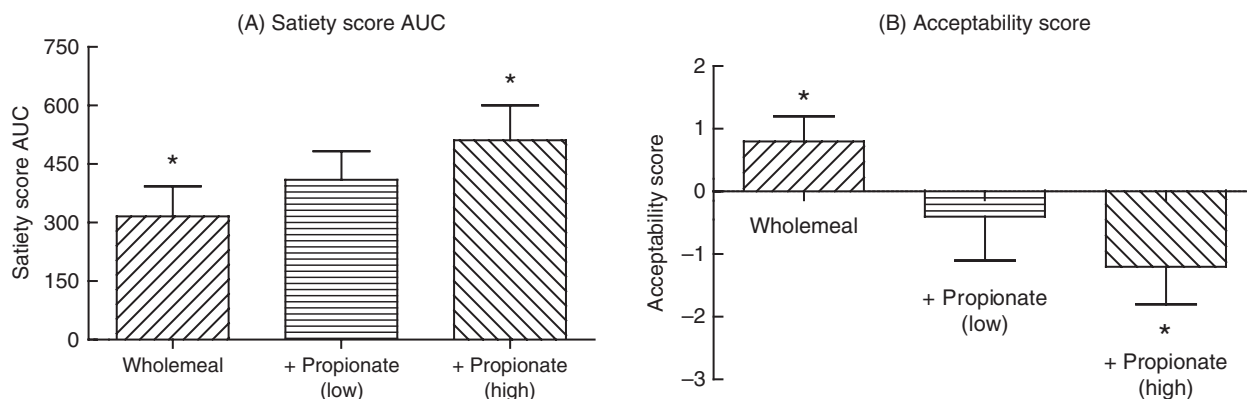 (A) Satiety score AUC
750
600
450
300
150
0
Satiety score AUC
*
*
Wholemeal
+ Propionate
(low)
+ Propionate
(high)
(B) Acceptability score
2
1
0
–1
–2
–3
Acceptability score
*
Wholemeal
+ Propionate
(low)
*
+ Propionate
(high)